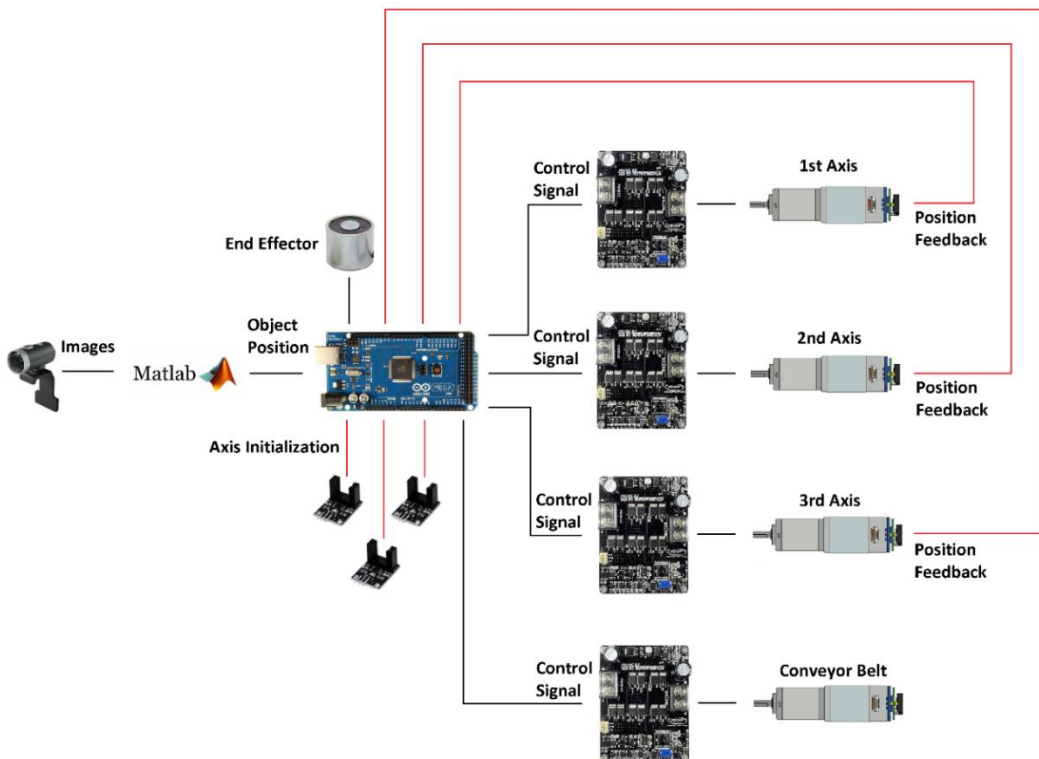 Control
Signal
1st Axis
Position
Feedback
End Effector
Images
Matlab
Object
Position
Control
Signal
2nd Axis
Position
Feedback
Axis Initialization
Control
Signal
3rd Axis
Position
Feedback
Control
Signal
Conveyor Belt